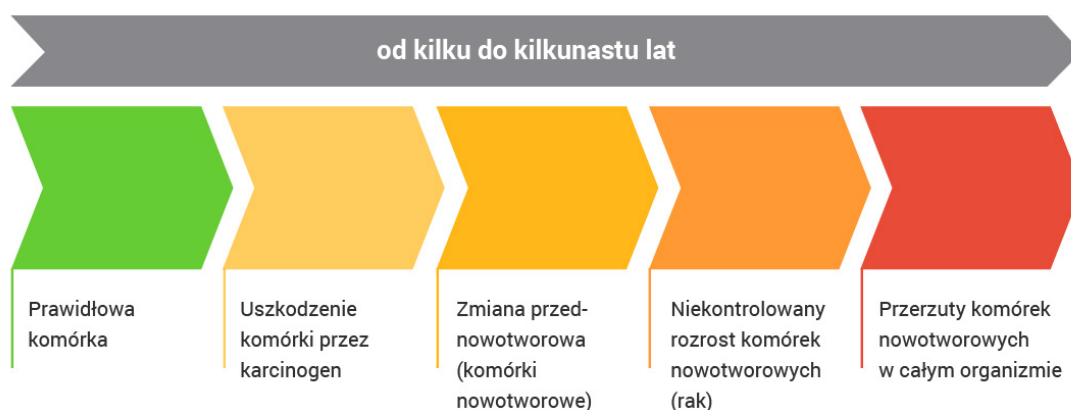 od kilku do kilkunastu lat
Prawidłowa
komórka
Uszkodzenie
komórki przez
karcinogen
Zmiana przed-
nowotworowa
(komórki
nowotworowe)
Niekontrolowany
rozrost komórek
nowotworowych
(rak)
Przerzuty komórek
nowotworowych
w całym organizmie